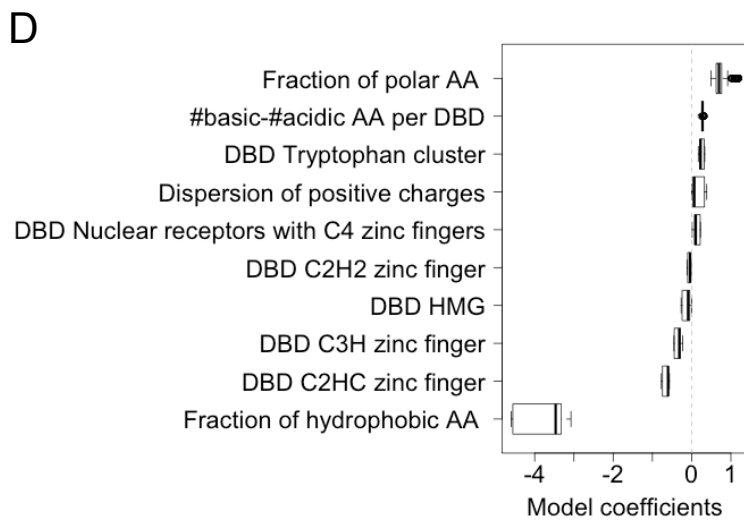 D
Fraction of polar AA
#basic-#acidic AA per DBD
DBD Tryptophan cluster
Dispersion of positive charges
DBD Nuclear receptors with C4 zinc fingers
DBD C2H2 zinc finger
DBD HMG
DBD C3H zinc finger
DBD C2HC zinc finger
Fraction of hydrophobic AA
-4 -2 0 1
Model coefficients